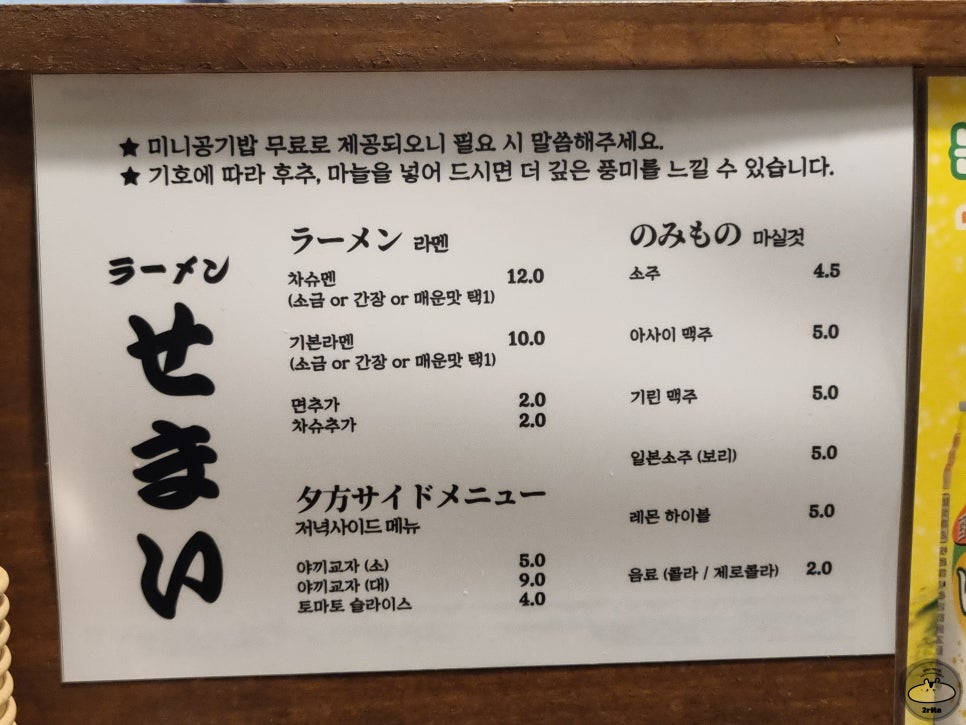 ★ 미니공기밥 무료로 제공되오니 필요 시 말씀해주세요.
★ 기호에 따라 후추, 마늘을 넣어 드시면 더 깊은 풍미를 느낄 수 있습니다.
ラーメン
せまい
ラーメン 라멘
차슈멘 12.0
(소금 or 간장 or 매운맛 택1)
기본라멘 10.0
(소금 or 간장 or 매운맛 택1)
면추가 2.0
차슈추가 2.0
夕方サイドメニュー
저녁사이드 메뉴
야끼교자 (소) 5.0
야끼교자 (대) 9.0
토마토 슬라이스 4.0
のみもの 마실것
소주 4.5
아사이 맥주 5.0
기린 맥주 5.0
일본소주 (보리) 5.0
레몬 하이볼 5.0
음료 (콜라 / 제로콜라) 2.0
2rita